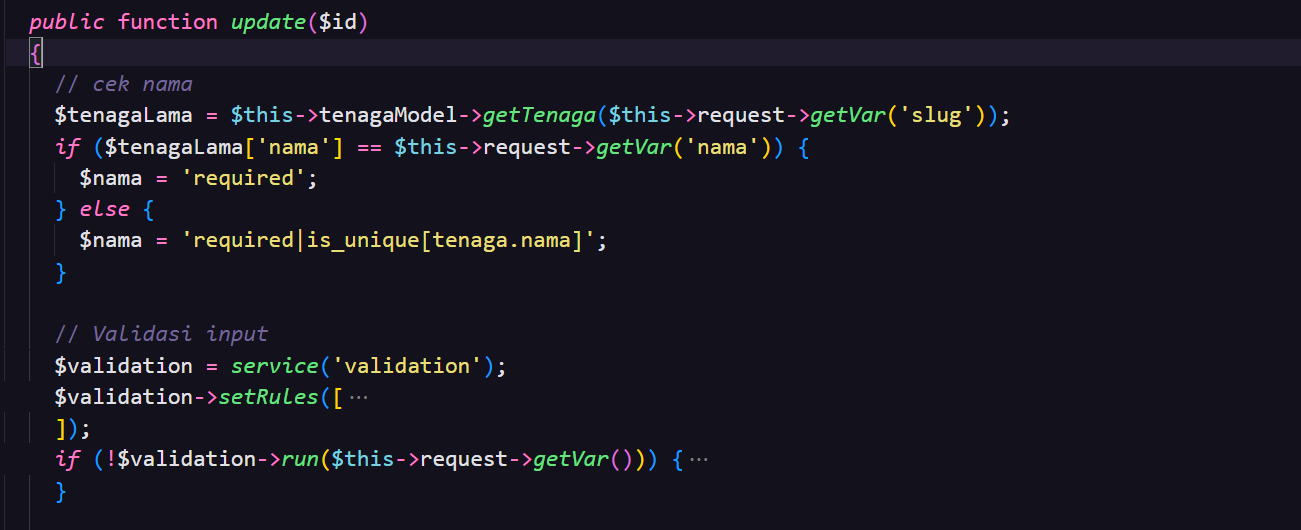 public function update($id)
{
// cek nama
$tenagaLama = $this->tenagaModel->getTenaga($this->request->getVar('slug'));
if ($tenagaLama['nama'] == $this->request->getVar('nama')) {
$nama = 'required';
} else {
$nama = 'required|is_unique[tenaga.nama]';
}
// Validasi input
$validation = service('validation');
$validation->setRules([ ···
]);
if (!$validation->run($this->request->getVar())) { ···
}